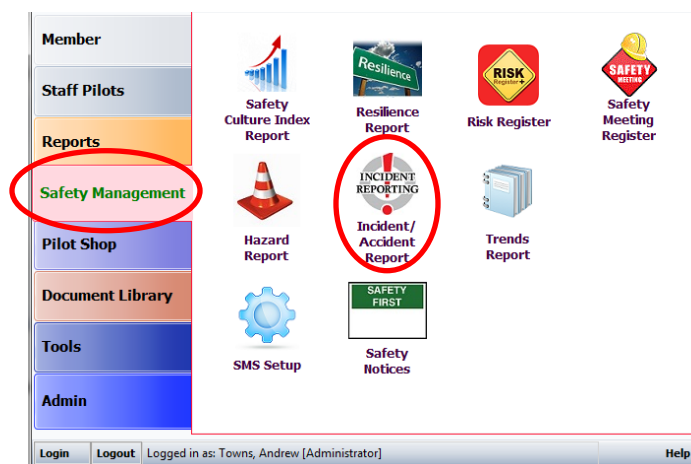 Member
Staff Pilots
Reports
Safety Management
Pilot Shop
Document Library
Tools
Admin
Safety
Culture Index
Report
Resilience
Resilience
Report
RISK
Register+
Risk Register
SAFETY
MEETING
Safety
Meeting
Register
Hazard
Report
INCIDENT
REPORTING
Incident/
Accident
Report
Trends
Report
SMS Setup
SAFETY
FIRST
Safety
Notices
Login Logout Logged in as: Towns, Andrew [Administrator] Help